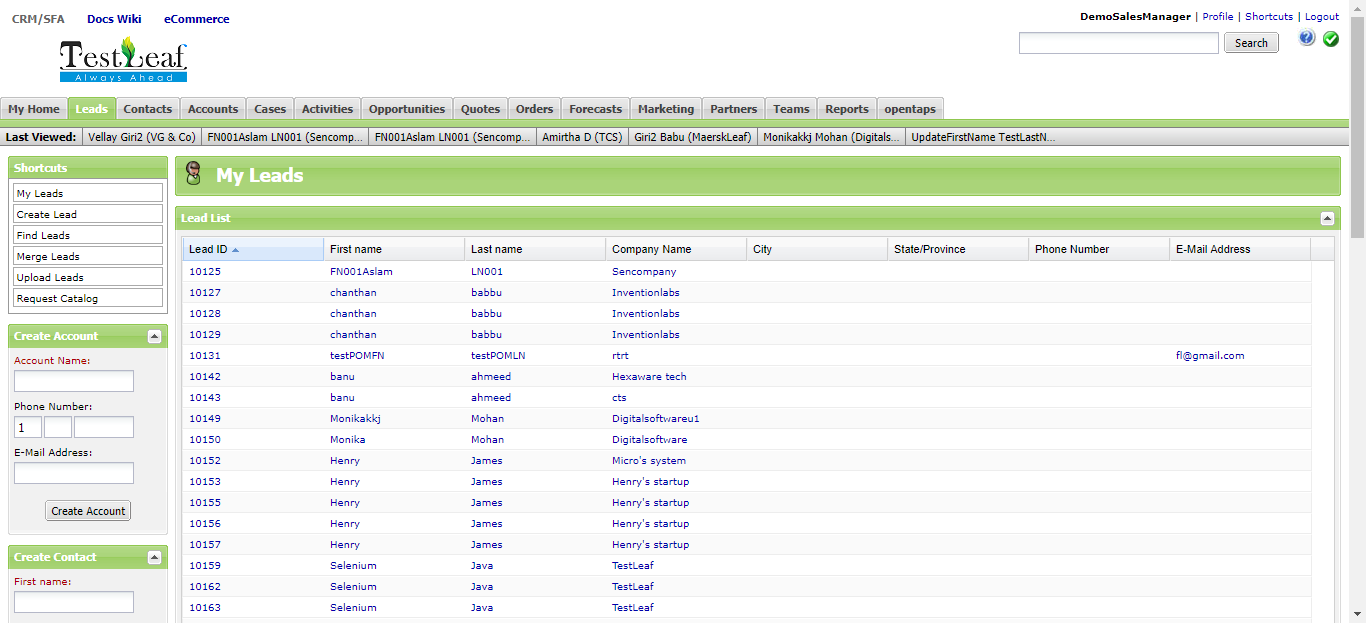 CRM/SFA Docs Wiki eCommerce
DemoSalesManager | Profile | Shortcuts | Logout
TestLeaf
Always Ahead
Search
My Home Leads Contacts Accounts Cases Activities Opportunities Quotes Orders Forecasts Marketing Partners Teams Reports opentaps
Last Viewed: Vellay Giri2 (VG & Co) FN001Aslam LN001 (Sencomp... FN001Aslam LN001 (Sencomp... Amirtha D (TCS) Giri2 Babu (MaerskLeaf) Monikakkj Mohan (Digitals... UpdateFirstName TestLastN...
Shortcuts
My Leads
Create Lead
Find Leads
Merge Leads
Upload Leads
Request Catalog
Create Account
Account Name:
Phone Number:
1
E-Mail Address:
Create Account
Create Contact
First name:
My Leads
Lead List
Lead ID First name Last name Company Name City State/Province Phone Number E-Mail Address
10125 FN001Aslam LN001 Sencompany
10127 chanthan babbu Inventionlabs
10128 chanthan babbu Inventionlabs
10129 chanthan babbu Inventionlabs
10131 testPOMFN testPOMLN rtrt fl@gmail.com
10142 banu ahmeed Hexaware tech
10143 banu ahmeed cts
10149 Monikakkj Mohan Digitalsoftwareu1
10150 Monika Mohan Digitalsoftware
10152 Henry James Micro's system
10153 Henry James Henry's startup
10155 Henry James Henry's startup
10156 Henry James Henry's startup
10157 Henry James Henry's startup
10159 Selenium Java TestLeaf
10162 Selenium Java TestLeaf
10163 Selenium Java TestLeaf